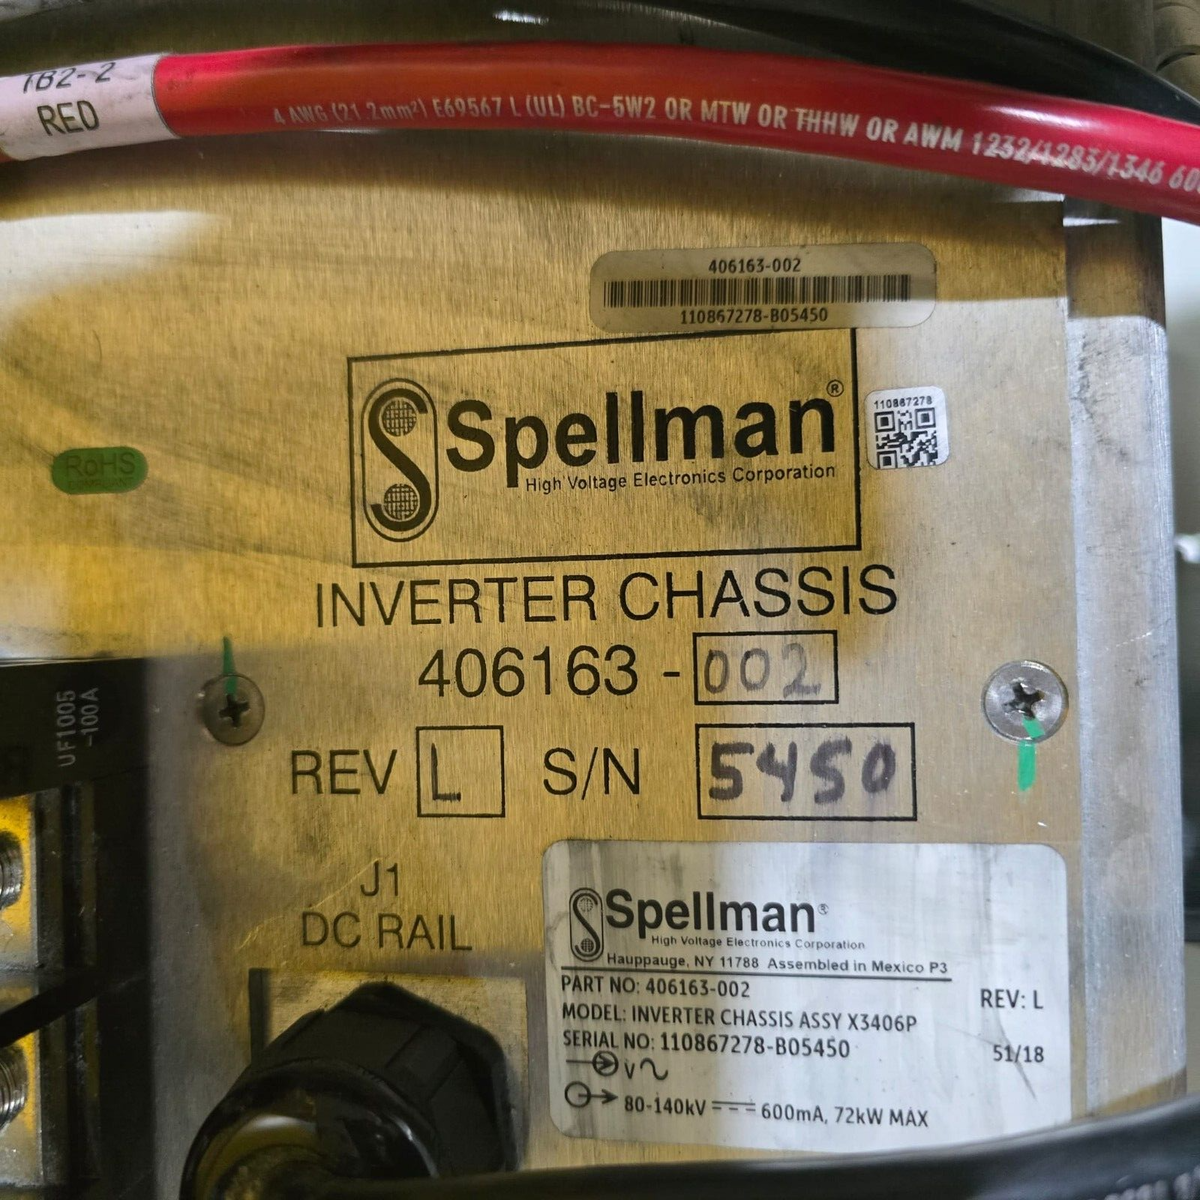 TB2-2
RED
4 AWG (21.2mm²) E69567 L (UL) BC-5W2 OR MTW OR THHW OR AWM 1232/1283/1346 600
406163-002
110867278-B05450
Spellman®
High Voltage Electronics Corporation
110867278
RoHS
INVERTER CHASSIS
406163 - 002
REV L S/N 5450
UF1005
-100A
J1
DC RAIL
Spellman®
High Voltage Electronics Corporation
Hauppauge, NY 11788 Assembled in Mexico P3
PART NO: 406163-002
REV: L
MODEL: INVERTER CHASSIS ASSY X3406P
SERIAL NO: 110867278-B05450
51/18
V
80-140kV 600mA, 72kW MAX